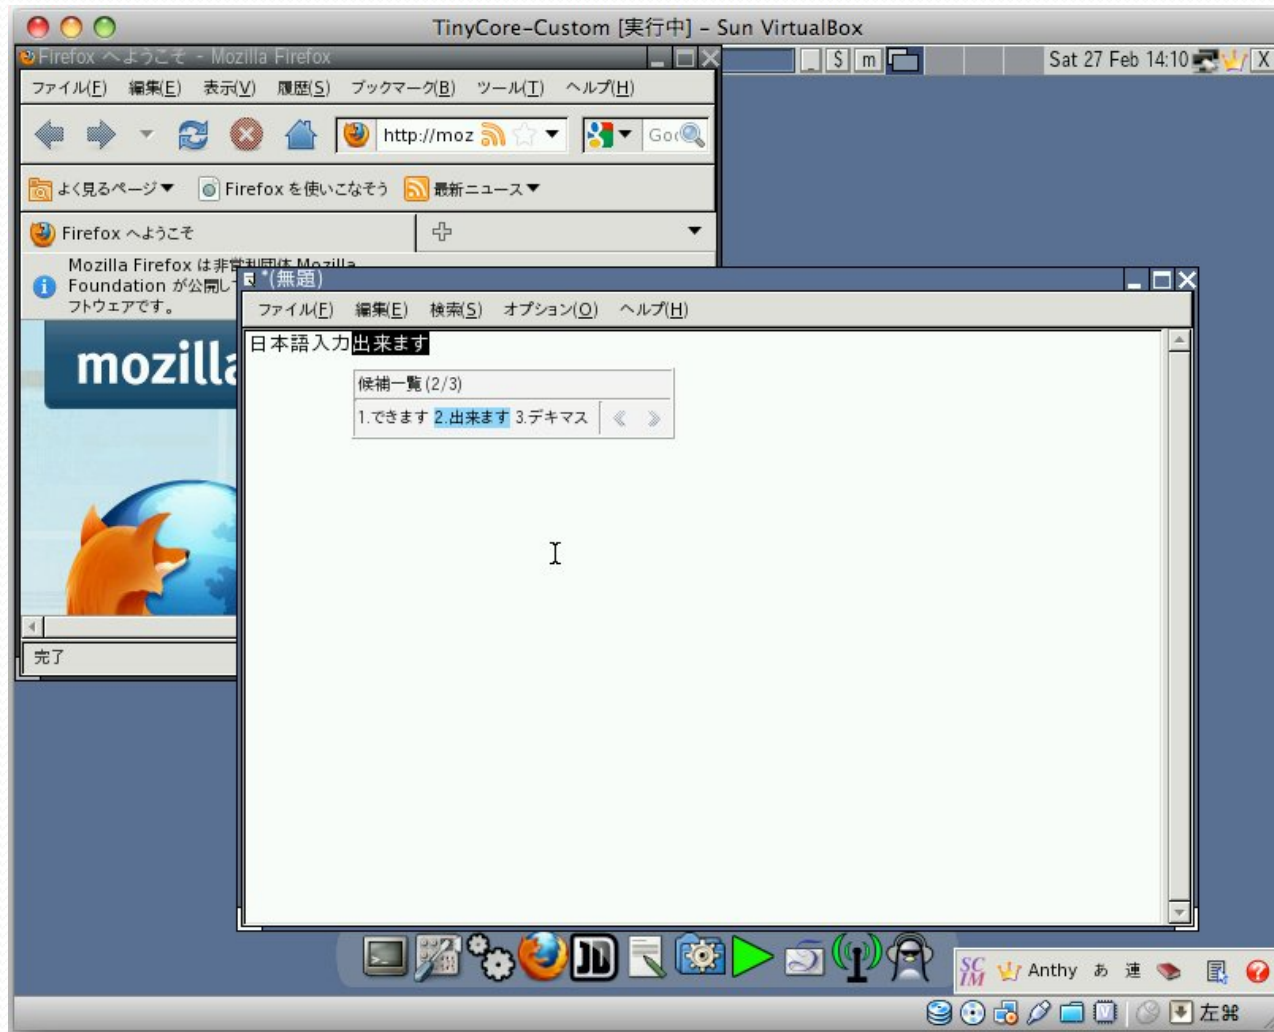 TinyCore-Custom [実行中] – Sun VirtualBox
Firefox へようこそ - Mozilla Firefox
_ $ m
Sat 27 Feb 14:10
X
ファイル(F) 編集(E) 表示(V) 履歴(S) ブックマーク(B) ツール(T) ヘルプ(H)
http://moz
Goo
よく見るページ Firefox を使いこなそう 最新ニュース
Firefox へようこそ
Mozilla Firefox は非営利団体 Mozilla
Foundation が公開し
フトウェアです。
mozilla
完了
*(無題)
ファイル(F) 編集(E) 検索(S) オプション(O) ヘルプ(H)
日本語入力出来ます
候補一覧 (2/3)
1.できます 2.出来ます 3.デキマス
JD
SCIM Anthy あ 連
左⌘